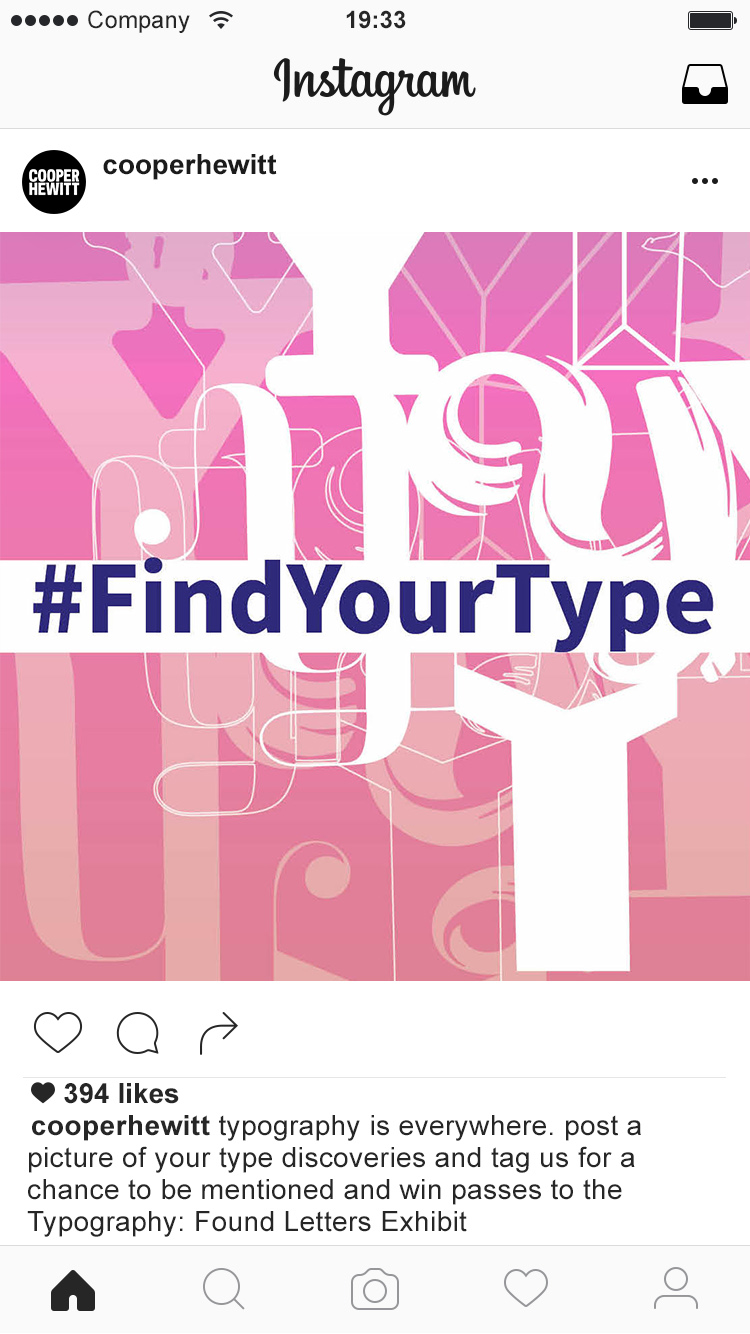 Company 19:33
Instagram
COOPER
HEWITT
cooperhewitt
#FindYourType
394 likes
cooperhewitt typography is everywhere. post a
picture of your type discoveries and tag us for a
chance to be mentioned and win passes to the
Typography: Found Letters Exhibit